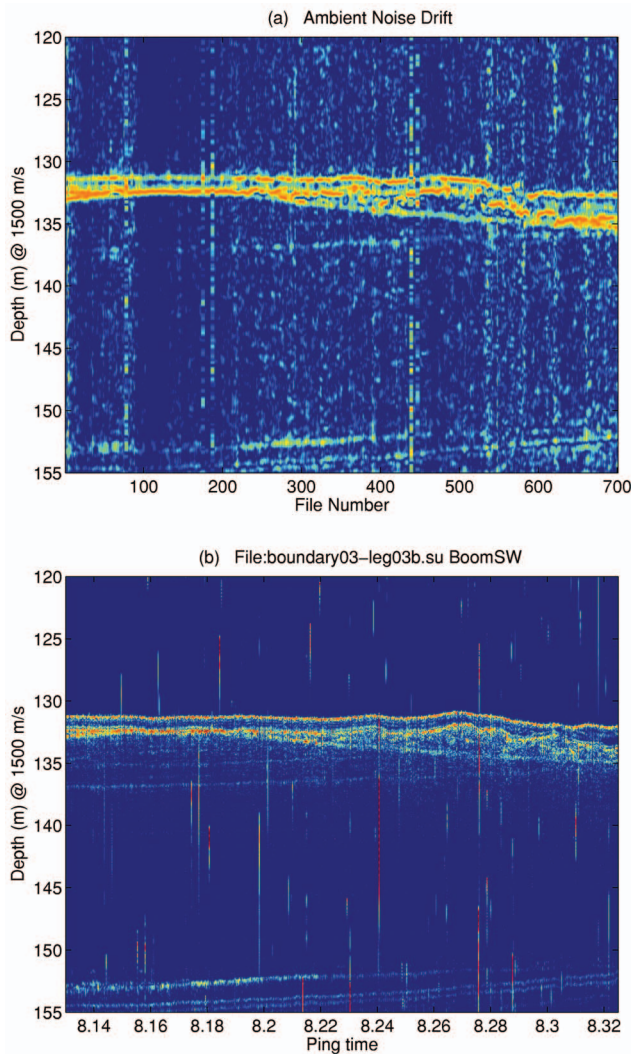 (a) Ambient Noise Drift
120
125
130
135
140
145
150
155
Depth (m) @ 1500 m/s
100 200 300 400 500 600 700
File Number
(b) File:boundary03-leg03b.su BoomSW
120
125
130
135
140
145
150
155
Depth (m) @ 1500 m/s
8.14 8.16 8.18 8.2 8.22 8.24 8.26 8.28 8.3 8.32
Ping time